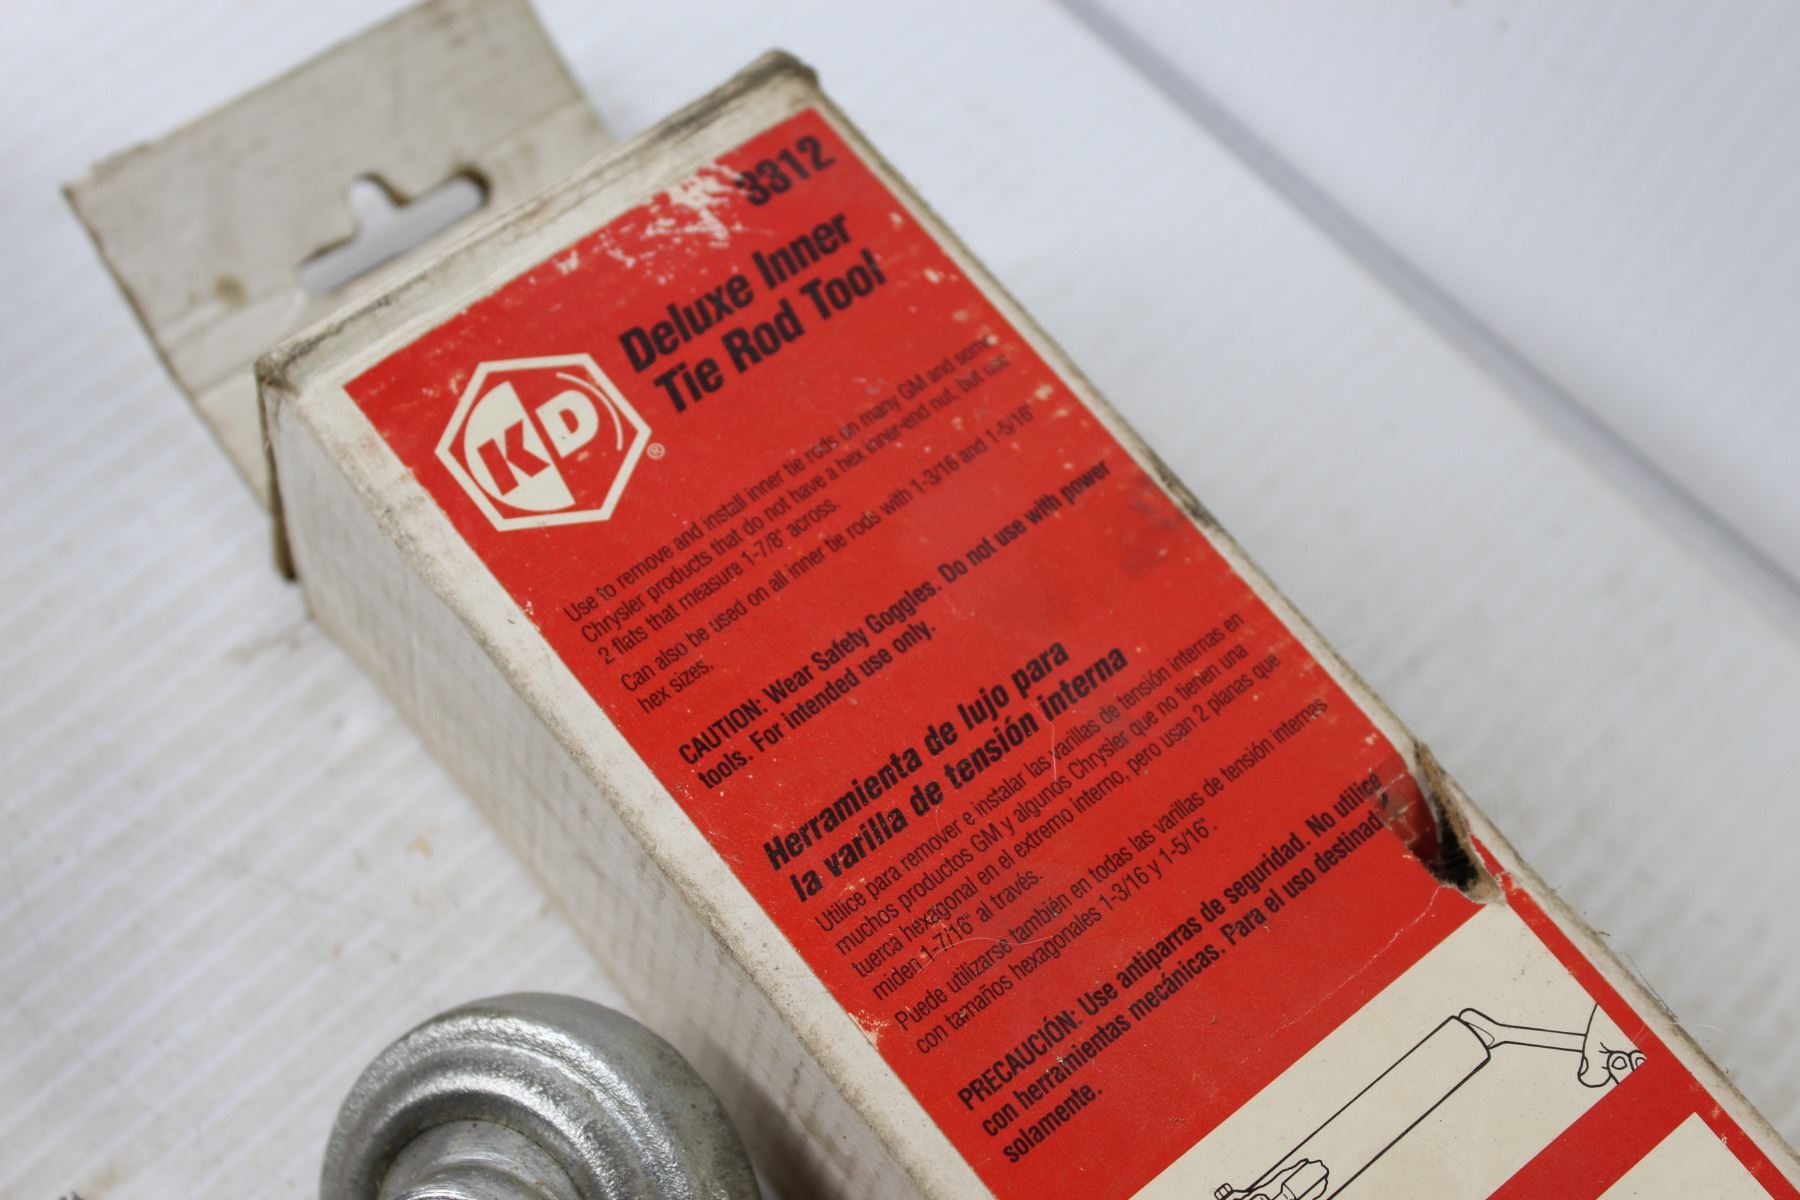 3312
Deluxe Inner
Tie Rod Tool
KD
®
Use to remove and install inner tie rods on many GM and some
Chrysler products that do not have a hex inner-end nut, but use
2 flats that measure 1-7/8" across.
Can also be used on all inner tie rods with 1-3/16 and 1-5/16"
hex sizes.
CAUTION: Wear Safety Goggles. Do not use with power
tools. For intended use only.
Herramienta de lujo para
la varilla de tensión interna
Utilice para remover e instalar las varillas de tensión internas en
muchos productos GM y algunos Chrysler que no tienen una
tuerca hexagonal en el extremo interno, pero usan 2 planas que
miden 1-7/16" al través.
Puede utilizarse también en todas las varillas de tensión internas
con tamaños hexagonales 1-3/16 y 1-5/16".
PRECAUCIÓN: Use antiparras de seguridad. No utilice
con herramientas mecánicas. Para el uso destinado
solamente.